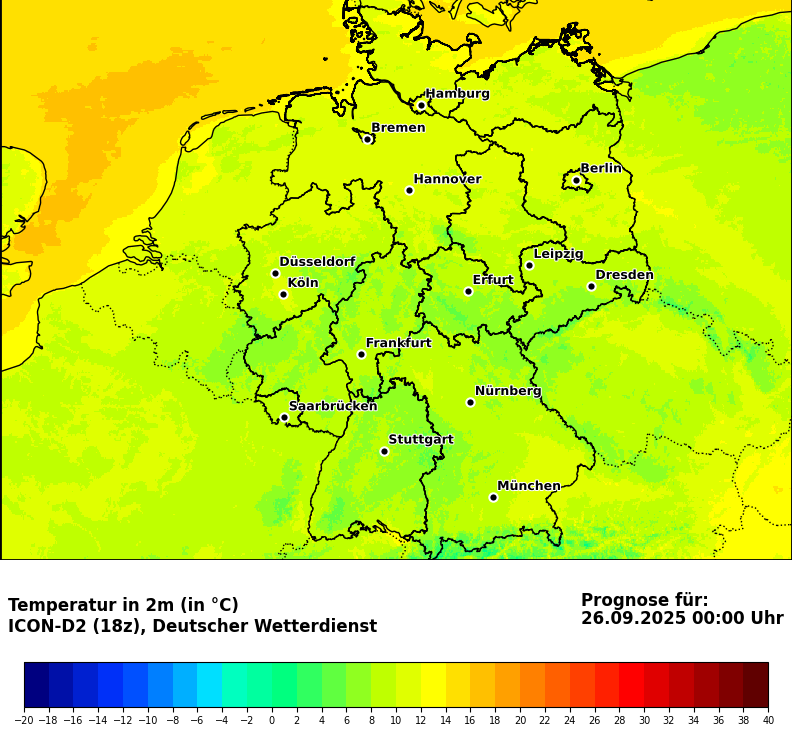 Hamburg
Bremen
Berlin
Hannover
Leipzig
Düsseldorf
Dresden
Köln
Erfurt
Frankfurt
Nürnberg
Saarbrücken
Stuttgart
München
Temperatur in 2m (in °C)
ICON-D2 (18z), Deutscher Wetterdienst
Prognose für:
26.09.2025 00:00 Uhr
−20 −18 −16 −14 −12 −10 −8 −6 −4 −2 0 2 4 6 8 10 12 14 16 18 20 22 24 26 28 30 32 34 36 38 40